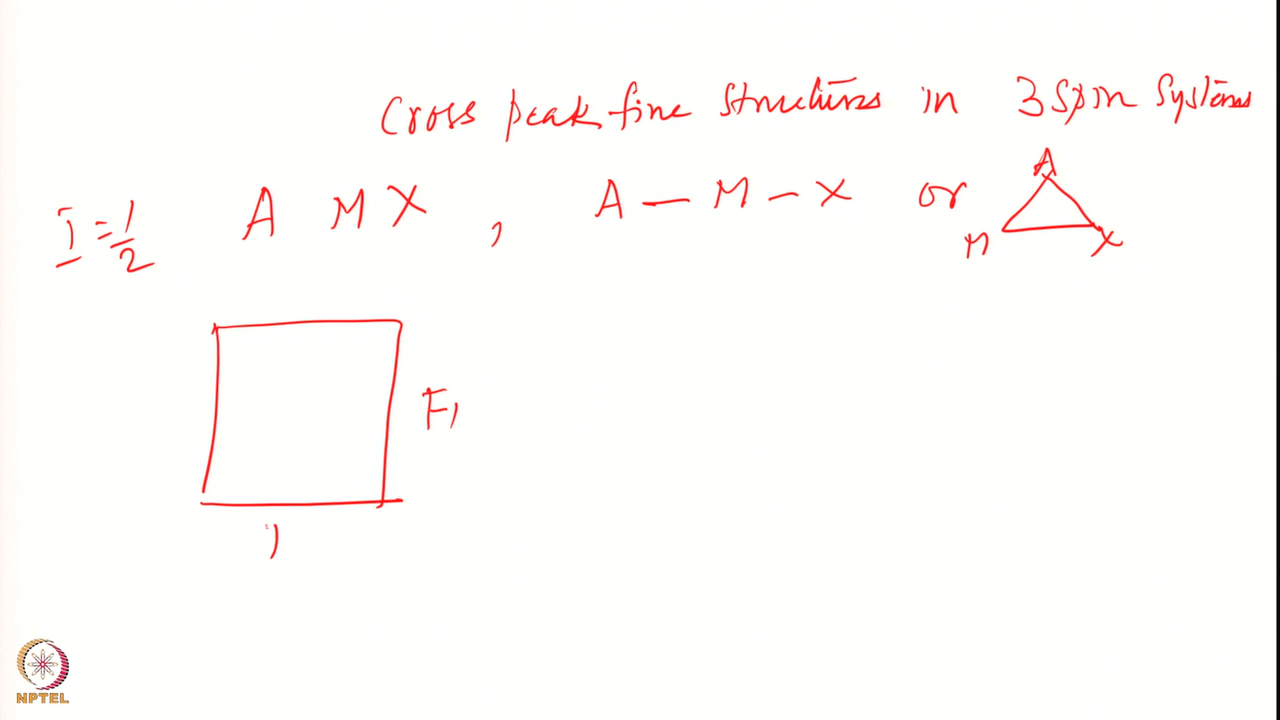 Cross peak fine structures in 3 spin systems
I = 1/2 A M X , A — M — X or
A
M X
F1
NPTEL